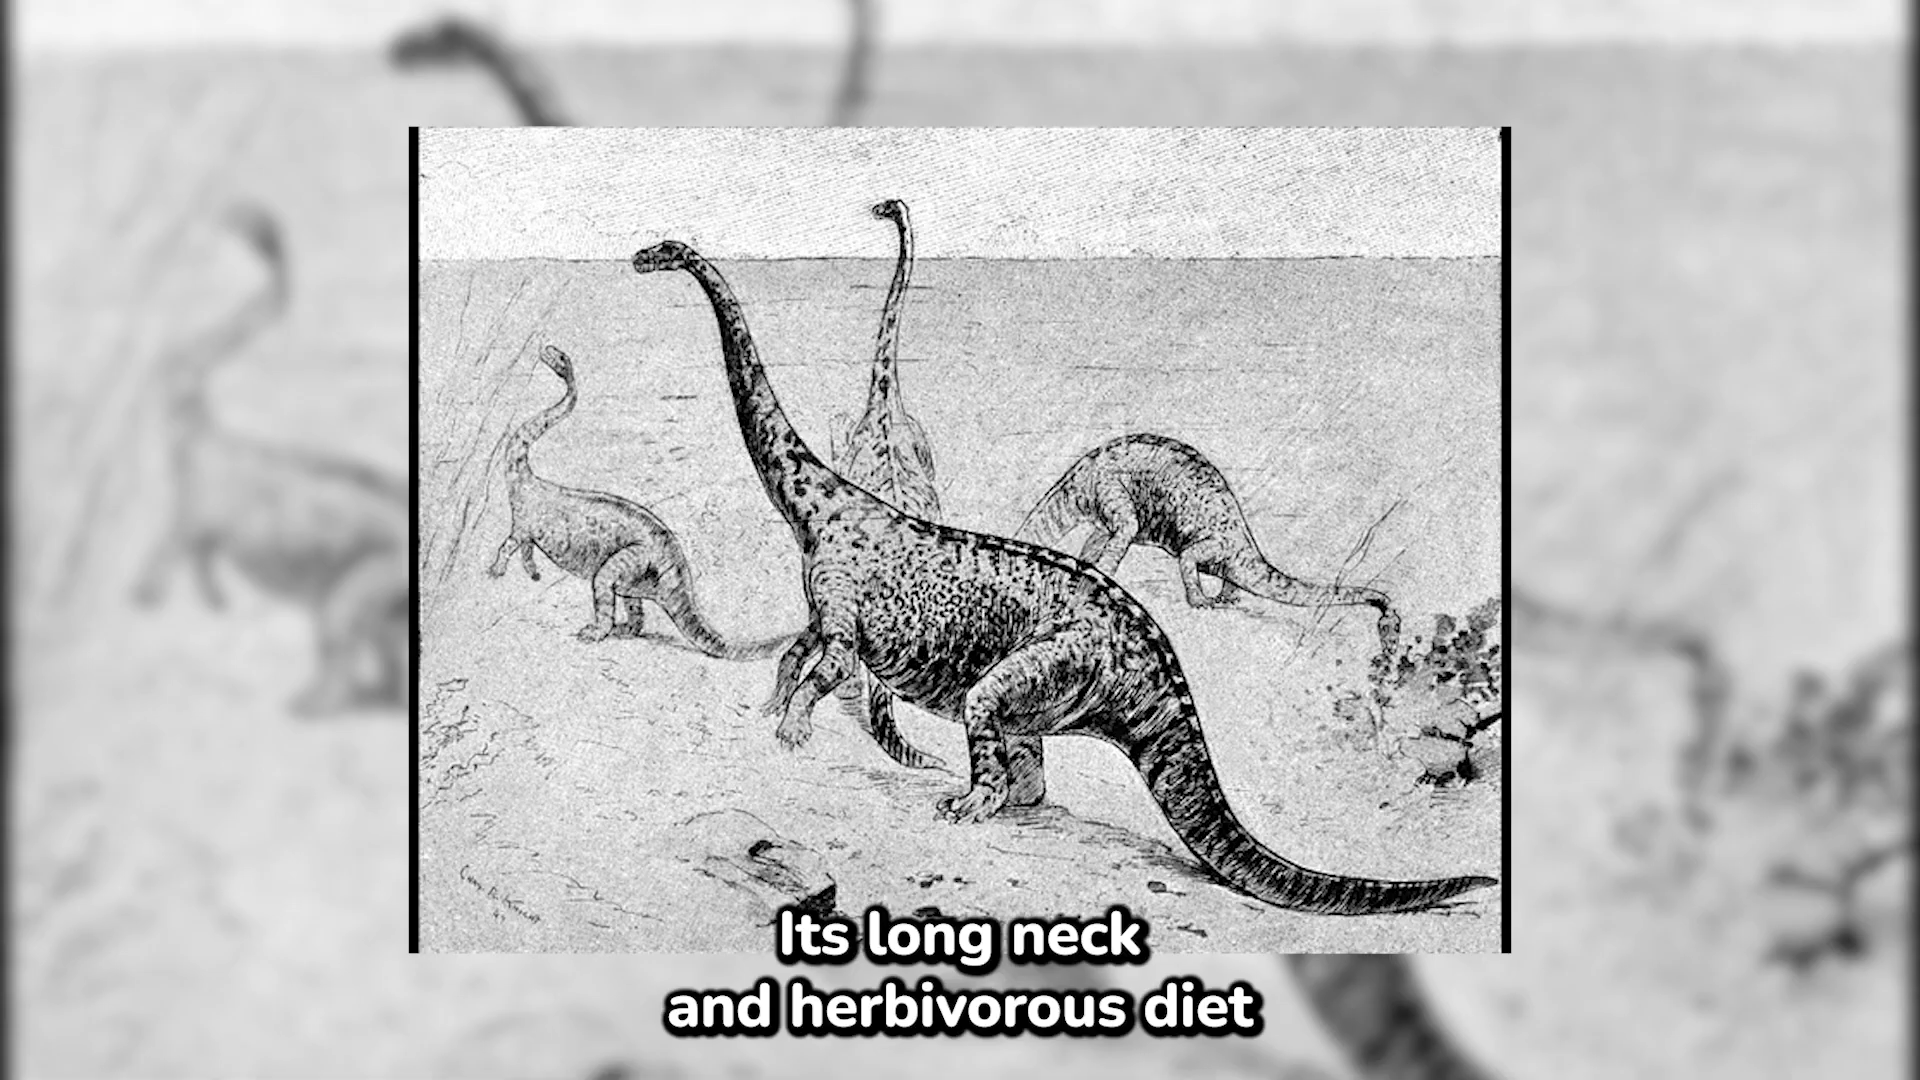 Its long neck
and herbivorous diet